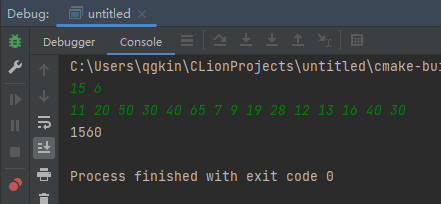 Debug: untitled
Debugger Console
C:\Users\qgkin\CLionProjects\untitled\cmake-bui
15 6
11 20 50 30 40 65 7 9 19 28 12 13 16 40 30
1560
Process finished with exit code 0